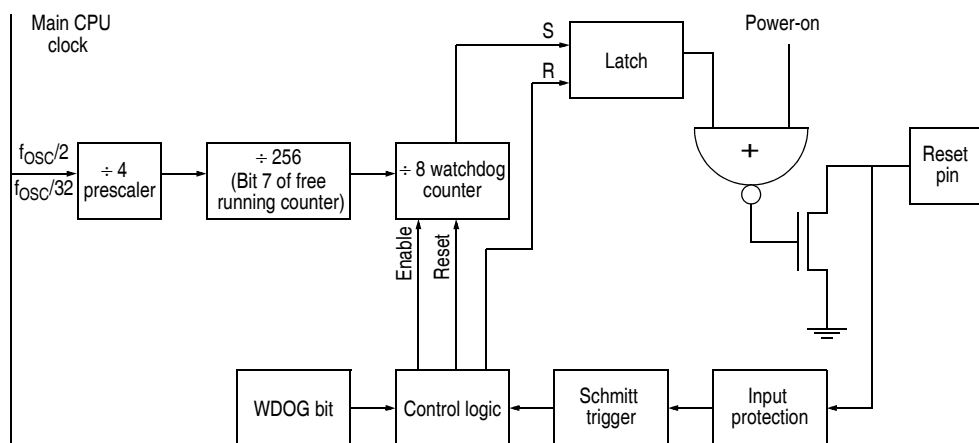 Main CPU
clock
S
R
Latch
Power-on
+
Reset
pin
fOSC/2
fOSC/32
÷ 4
prescaler
÷ 256
(Bit 7 of free
running counter)
÷ 8 watchdog
counter
Enable
Reset
WDOG bit
Control logic
Schmitt
trigger
Input
protection